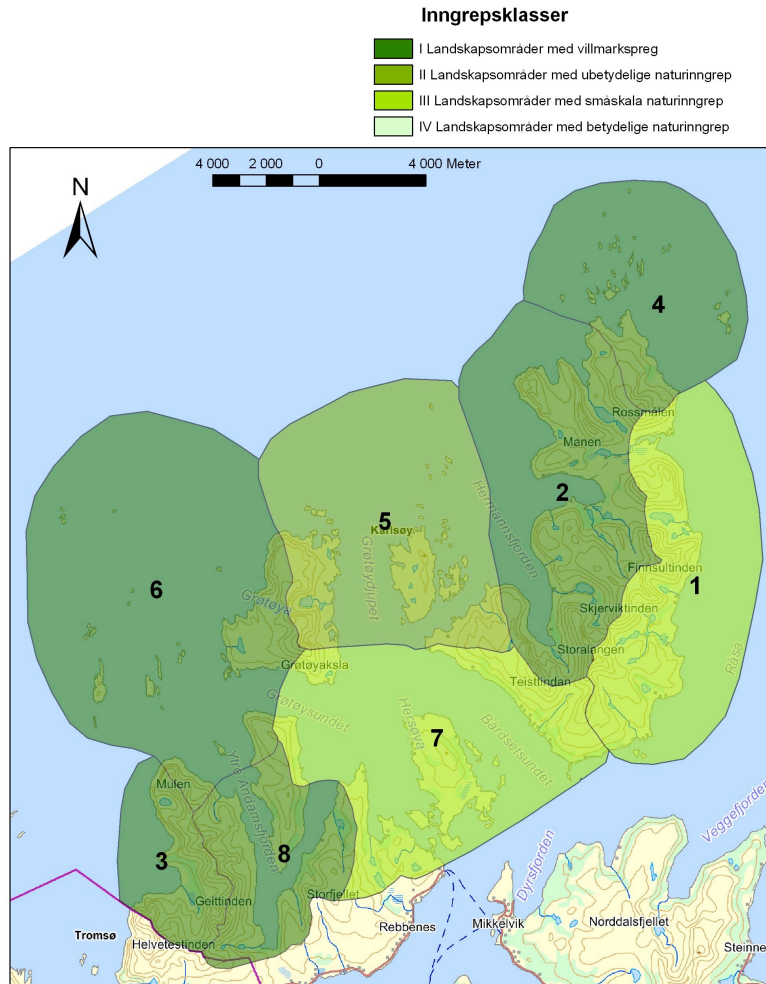 Inngrepsklasser
I Landskapsområder med villmarkspreg
II Landskapsområder med ubetydelige naturinngrep
III Landskapsområder med småskala naturinngrep
IV Landskapsområder med betydelige naturinngrep
4 000 2 000 0 4 000 Meter
N
4
Rossmålen
Manen
2
Hermannsfjorden
5
Karlsøy
Grøtøydjupet
Finnsultinden
1
6
Grøtøya
Skjerviktinden
Storalangen
Råsa
Grøtøyaksla
Teistlindan
Grøtøysundet
Hersøya
7
Bårdsetsundet
Mulen
Ytre Andamsfjorden
3
8
Veggefjorden
Dyrsfjorden
Geittinden
Storfjellet
Rebbenes
Mikkelvik
Norddalsfjellet
Tromsø
Helvetestinden
Steinne